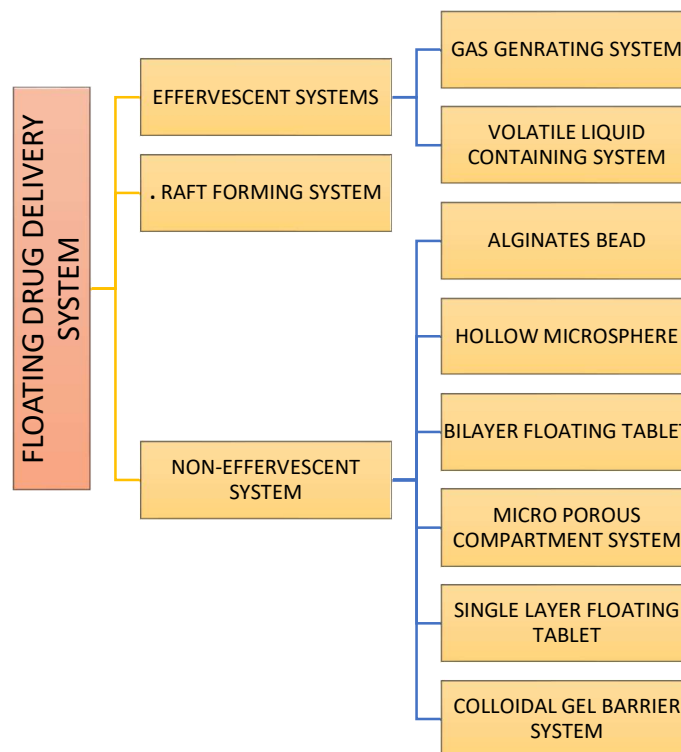 FLOATING DRUG DELIVERY
SYSTEM
EFFERVESCENT SYSTEMS
GAS GENRATING SYSTEM
VOLATILE LIQUID
CONTAINING SYSTEM
. RAFT FORMING SYSTEM
NON-EFFERVESCENT
SYSTEM
ALGINATES BEAD
HOLLOW MICROSPHERE
BILAYER FLOATING TABLET
MICRO POROUS
COMPARTMENT SYSTEM
SINGLE LAYER FLOATING
TABLET
COLLOIDAL GEL BARRIER
SYSTEM